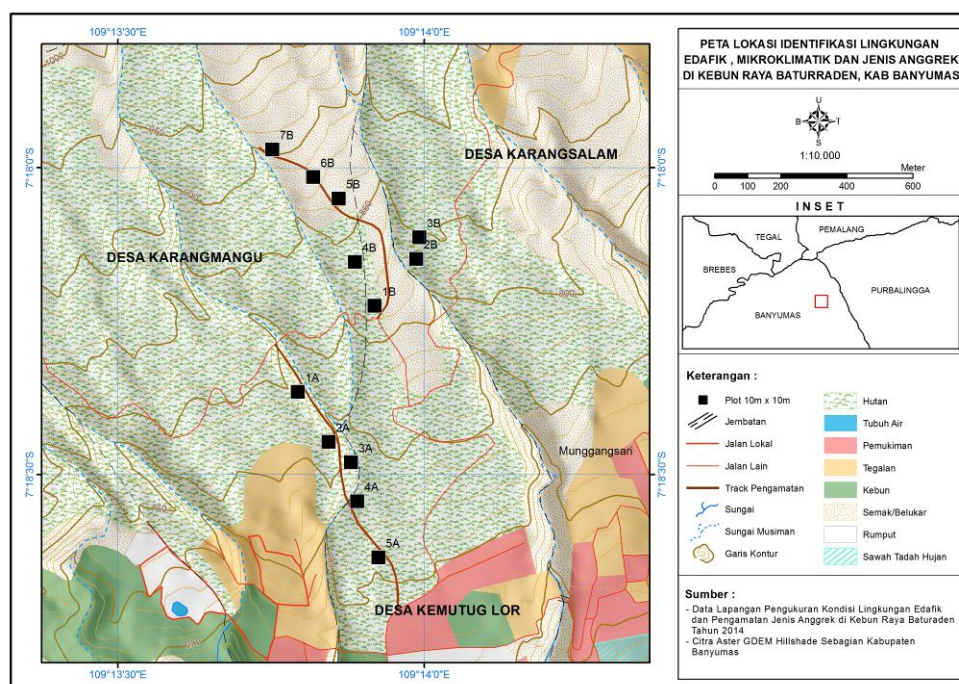 109°13'30"E
109°14'0"E
1000
7B
6B
5B
DESA KARANGSALAM
7°18'0"S
7°18'0"S
3B
2B
4B
DESA KARANGMANGU
1B
800
1A
2A
3A
Munggangsari
7°18'30"S
7°18'30"S
4A
5A
DESA KEMUTUG LOR
109°13'30"E
109°14'0"E
PETA LOKASI IDENTIFIKASI LINGKUNGAN
EDAFIK , MIKROKLIMATIK DAN JENIS ANGGREK
DI KEBUN RAYA BATURRADEN, KAB BANYUMAS
U
B T
S
1:10.000
Meter
0 100 200 400 600
INSET
PEMALANG
TEGAL
BREBES
PURBALINGGA
BANYUMAS
Keterangan :
Plot 10m x 10m
Jembatan
Jalan Lokal
Jalan Lain
Track Pengamatan
Sungai
Sungai Musiman
Garis Kontur
Hutan
Tubuh Air
Pemukiman
Tegalan
Kebun
Semak/Belukar
Rumput
Sawah Tadah Hujan
Sumber :
- Data Lapangan Pengukuran Kondisi Lingkungan Edafik
dan Pengamatan Jenis Anggrek di Kebun Raya Baturaden
Tahun 2014
- Citra Aster GDEM Hillshade Sebagian Kabupaten
Banyumas